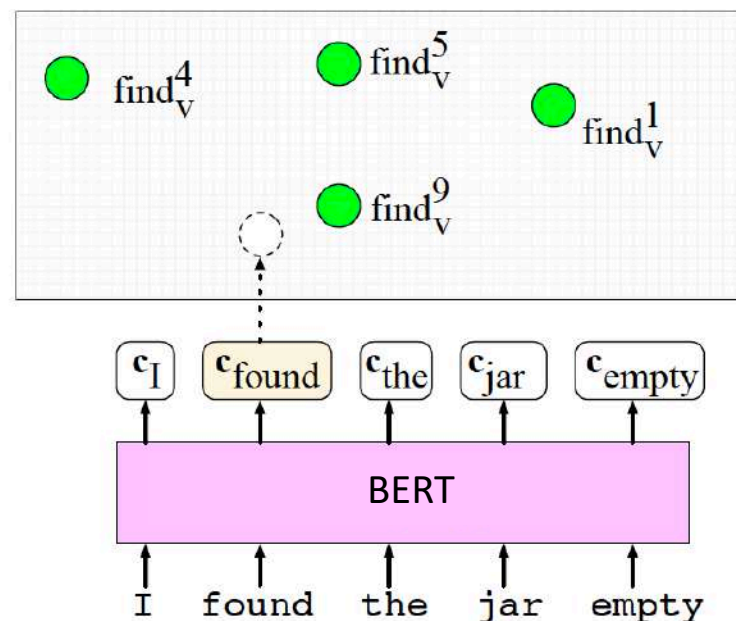 find⁵ᵥ
find⁴ᵥ
find¹ᵥ
find⁹ᵥ
c_I c_found c_the c_jar c_empty
BERT
I found the jar empty